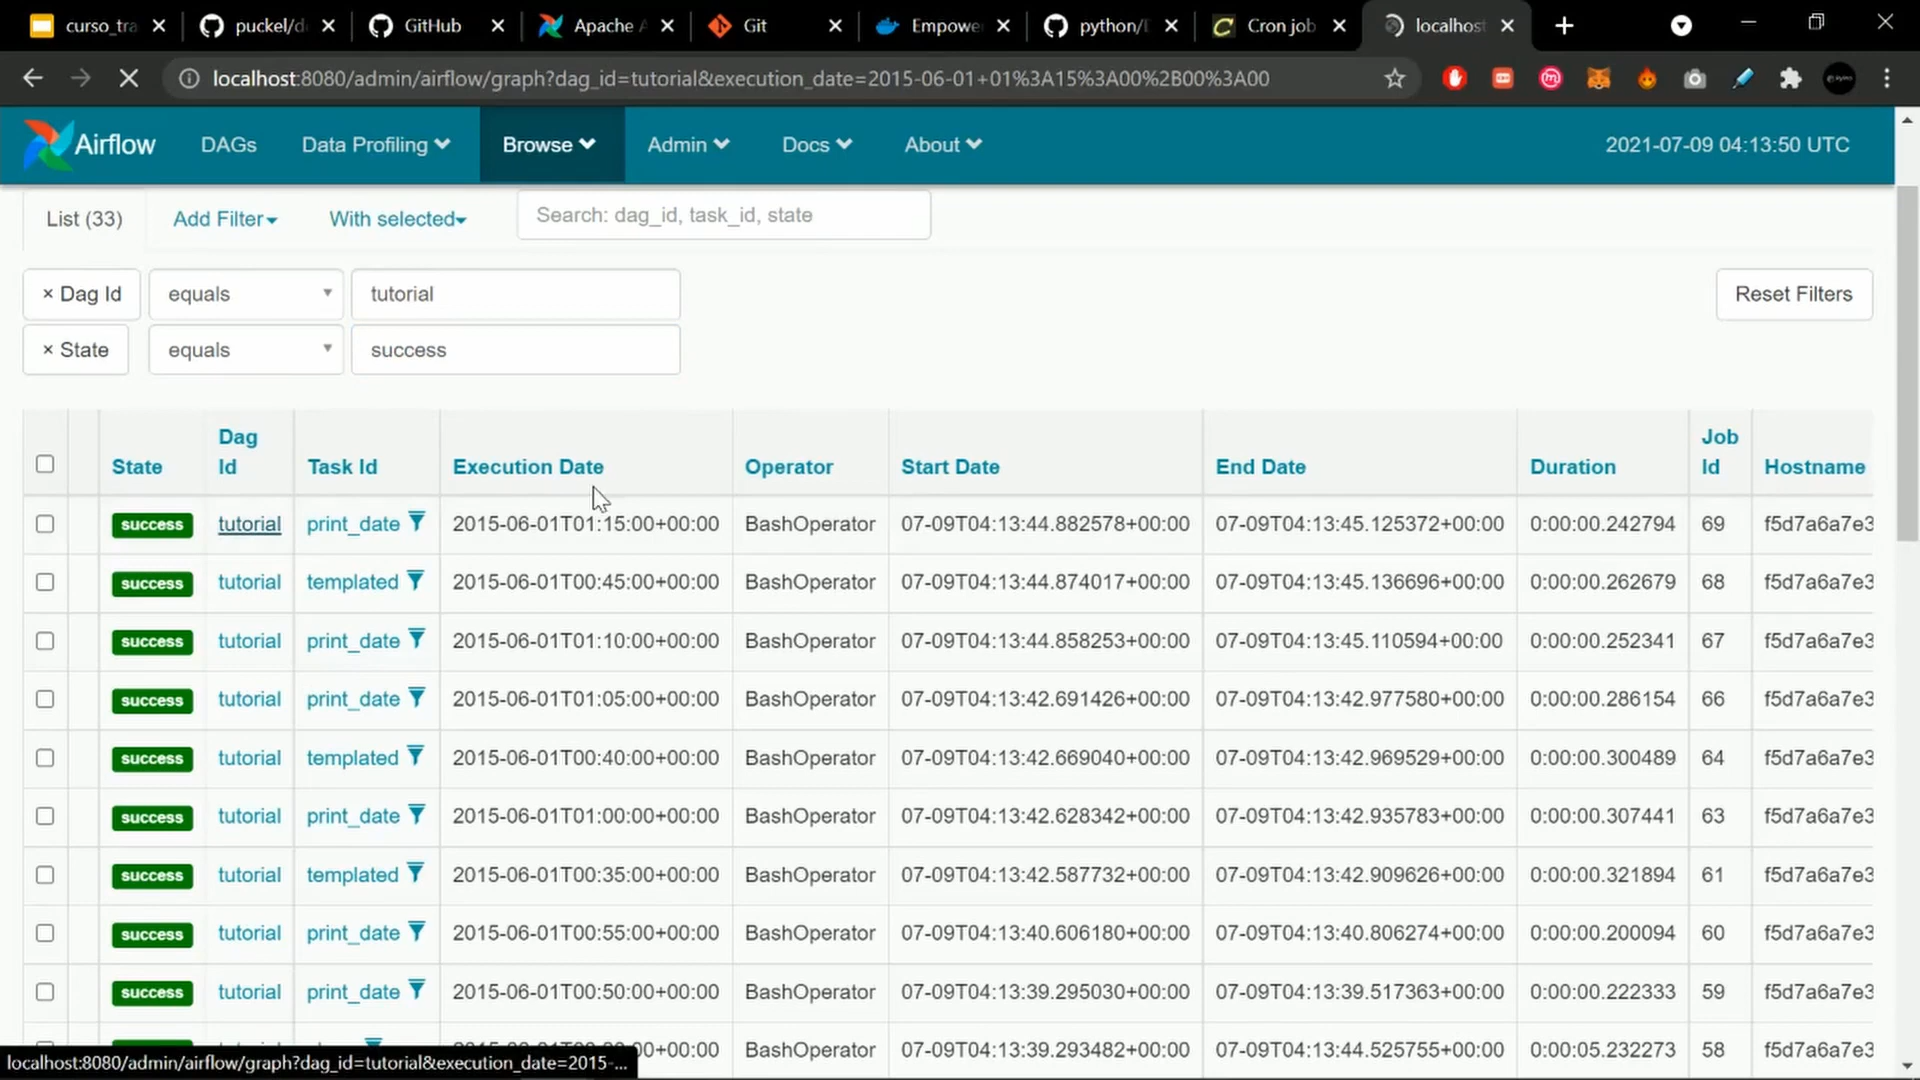 curso_tra
puckel/d
GitHub
Apache A
Git
Empowe
python/
Cron job
localhost
localhost:8080/admin/airflow/graph?dag_id=tutorial&execution_date=2015-06-01+01%3A15%3A00%2B00%3A00
Airflow
DAGs
Data Profiling
Browse
Admin
Docs
About
2021-07-09 04:13:50 UTC
List (33)
Add Filter
With selected
Search: dag_id, task_id, state
× Dag Id
equals
tutorial
Reset Filters
× State
equals
success
State Dag Id Task Id Execution Date Operator Start Date End Date Duration Job Id Hostname
success tutorial print_date 2015-06-01T01:15:00+00:00 BashOperator 07-09T04:13:44.882578+00:00 07-09T04:13:45.125372+00:00 0:00:00.242794 69 f5d7a6a7e3
success tutorial templated 2015-06-01T00:45:00+00:00 BashOperator 07-09T04:13:44.874017+00:00 07-09T04:13:45.136696+00:00 0:00:00.262679 68 f5d7a6a7e3
success tutorial print_date 2015-06-01T01:10:00+00:00 BashOperator 07-09T04:13:44.858253+00:00 07-09T04:13:45.110594+00:00 0:00:00.252341 67 f5d7a6a7e3
success tutorial print_date 2015-06-01T01:05:00+00:00 BashOperator 07-09T04:13:42.691426+00:00 07-09T04:13:42.977580+00:00 0:00:00.286154 66 f5d7a6a7e3
success tutorial templated 2015-06-01T00:40:00+00:00 BashOperator 07-09T04:13:42.669040+00:00 07-09T04:13:42.969529+00:00 0:00:00.300489 64 f5d7a6a7e3
success tutorial print_date 2015-06-01T01:00:00+00:00 BashOperator 07-09T04:13:42.628342+00:00 07-09T04:13:42.935783+00:00 0:00:00.307441 63 f5d7a6a7e3
success tutorial templated 2015-06-01T00:35:00+00:00 BashOperator 07-09T04:13:42.587732+00:00 07-09T04:13:42.909626+00:00 0:00:00.321894 61 f5d7a6a7e3
success tutorial print_date 2015-06-01T00:55:00+00:00 BashOperator 07-09T04:13:40.606180+00:00 07-09T04:13:40.806274+00:00 0:00:00.200094 60 f5d7a6a7e3
success tutorial print_date 2015-06-01T00:50:00+00:00 BashOperator 07-09T04:13:39.295030+00:00 07-09T04:13:39.517363+00:00 0:00:00.222333 59 f5d7a6a7e3
00+00:00 BashOperator 07-09T04:13:39.293482+00:00 07-09T04:13:44.525755+00:00 0:00:05.232273 58 f5d7a6a7e3
localhost:8080/admin/airflow/graph?dag_id=tutorial&execution_date=2015-...